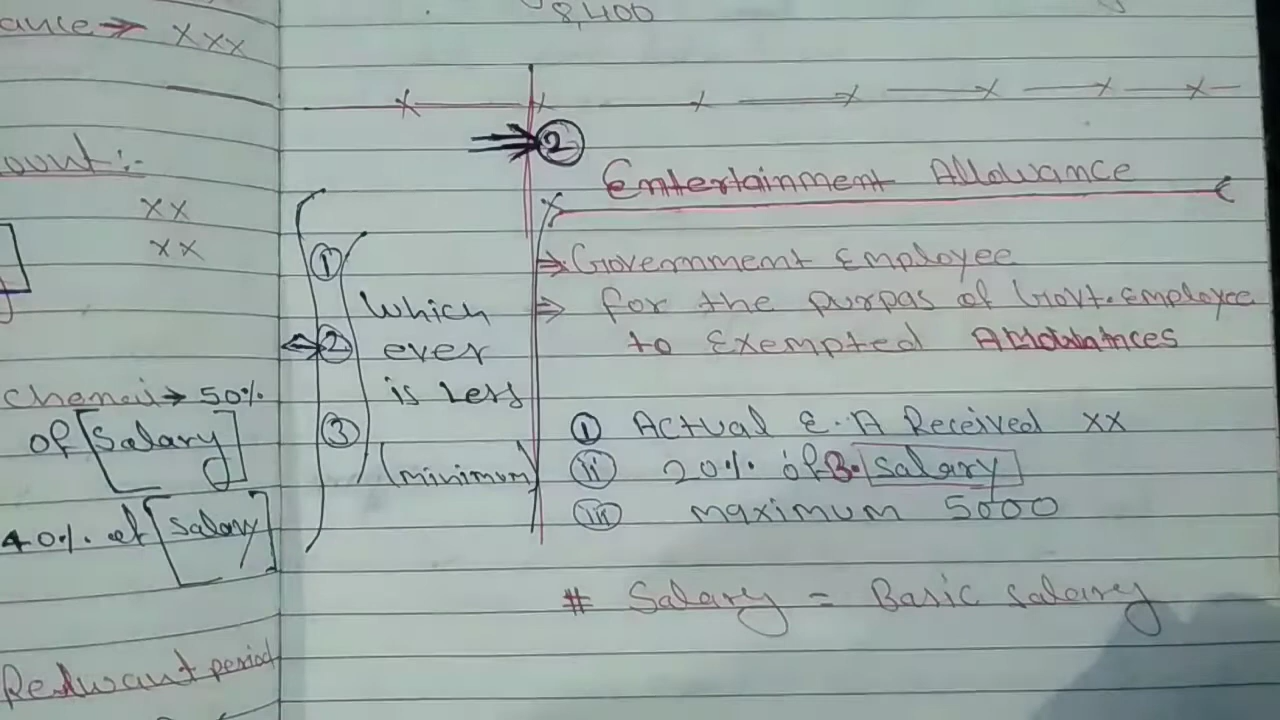 8,400
ance → xxx
ount :-
xx
xx
chennai → 50%
of [Salary]
40% of [Salary]
Relwant period
②
Entertainment Allowance
⇒ Government Employee
⇒ for the purpas of Govt. Employee
to Exempted Allowances
① Which
② ever
is Less
③
(minimum)
① Actual E.A Received xx
ii 20% of B. Salary
iii maximum 5000
# Salary = Basic salary